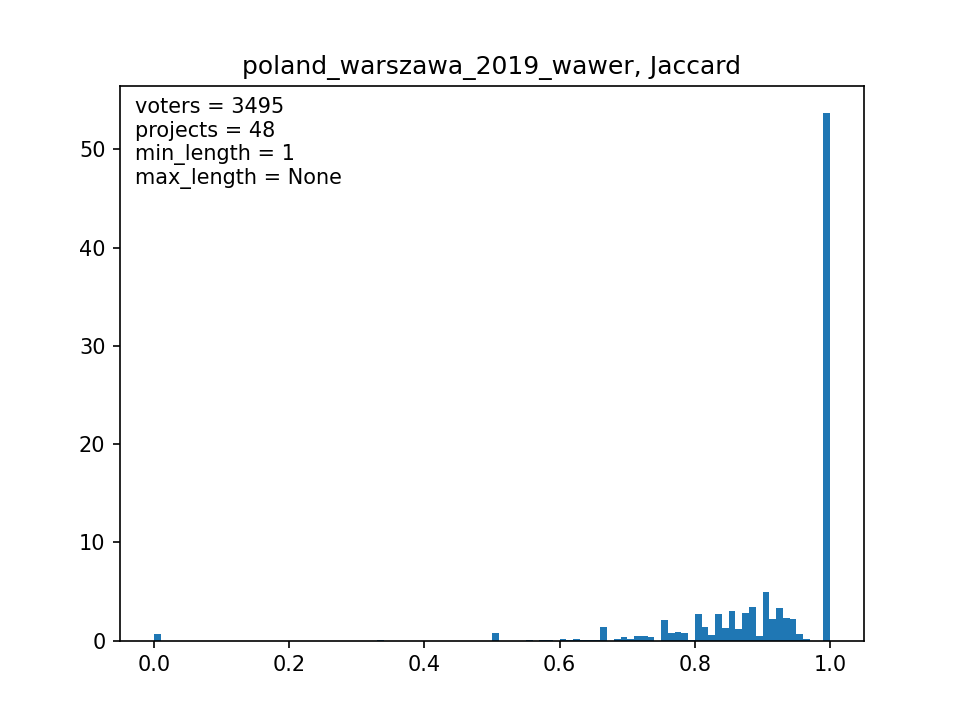 poland_warszawa_2019_wawer, Jaccard
voters = 3495
projects = 48
min_length = 1
max_length = None
50
40
30
20
10
0
0.0 0.2 0.4 0.6 0.8 1.0